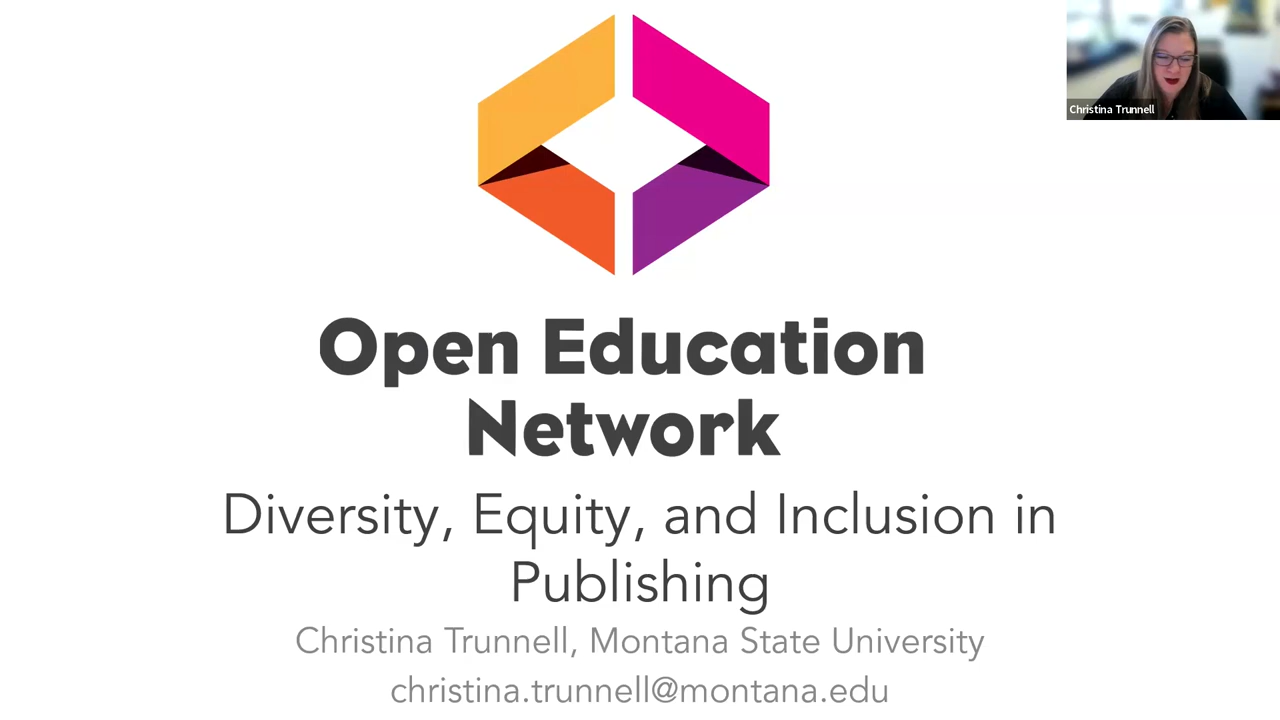 Christina Trunnell
Open Education
Network
Diversity, Equity, and Inclusion in
Publishing
Christina Trunnell, Montana State University
christina.trunnell@montana.edu